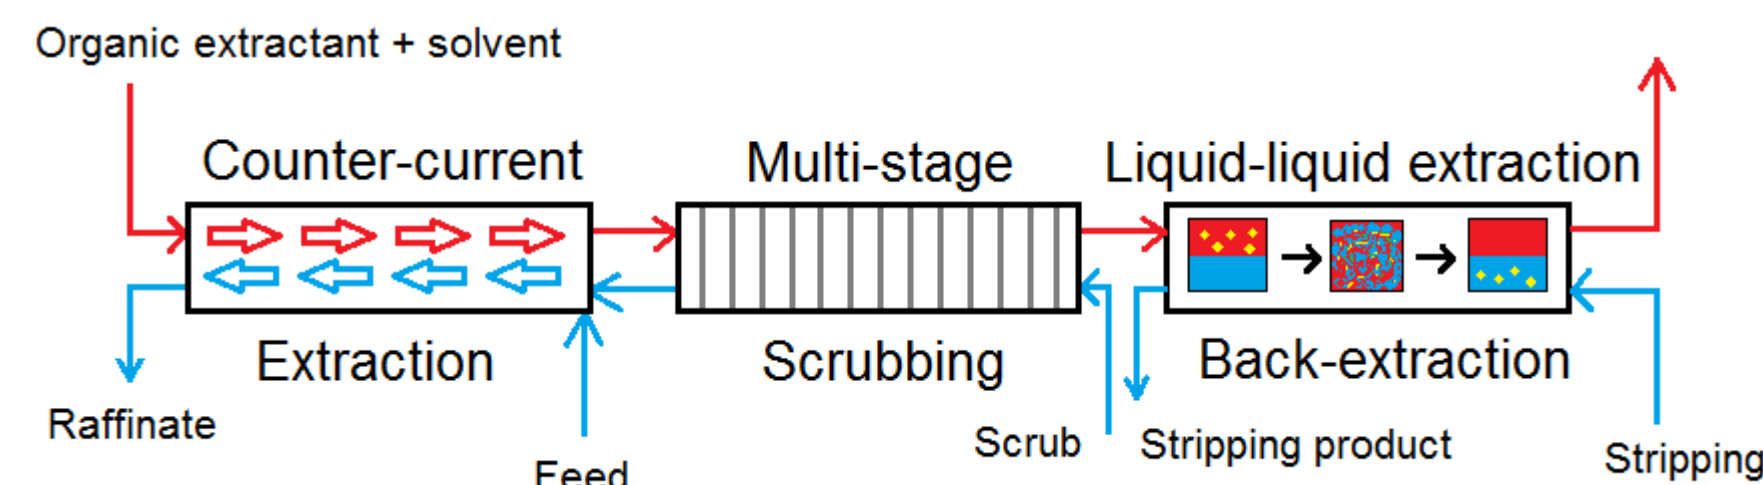 Organic extractant + solvent
Counter-current
Multi-stage
Liquid-liquid extraction
Extraction
Scrubbing
Back-extraction
Raffinate
Feed
Scrub
Stripping product
Stripping